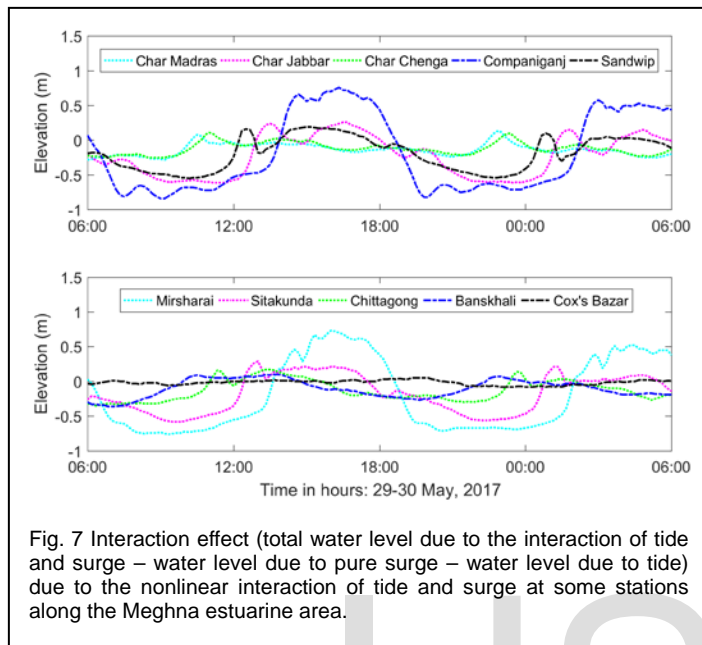 1.5
Char Madras Char Jabbar Char Chenga Companiganj Sandwip
1
0.5
0
-0.5
-1
Elevation (m)
06:00 12:00 18:00 00:00 06:00
1.5
Mirsharai Sitakunda Chittagong Banskhali Cox's Bazar
1
0.5
0
-0.5
-1
Elevation (m)
06:00 12:00 18:00 00:00 06:00
Time in hours: 29-30 May, 2017
Fig. 7 Interaction effect (total water level due to the interaction of tide
and surge – water level due to pure surge – water level due to tide)
due to the nonlinear interaction of tide and surge at some stations
along the Meghna estuarine area.